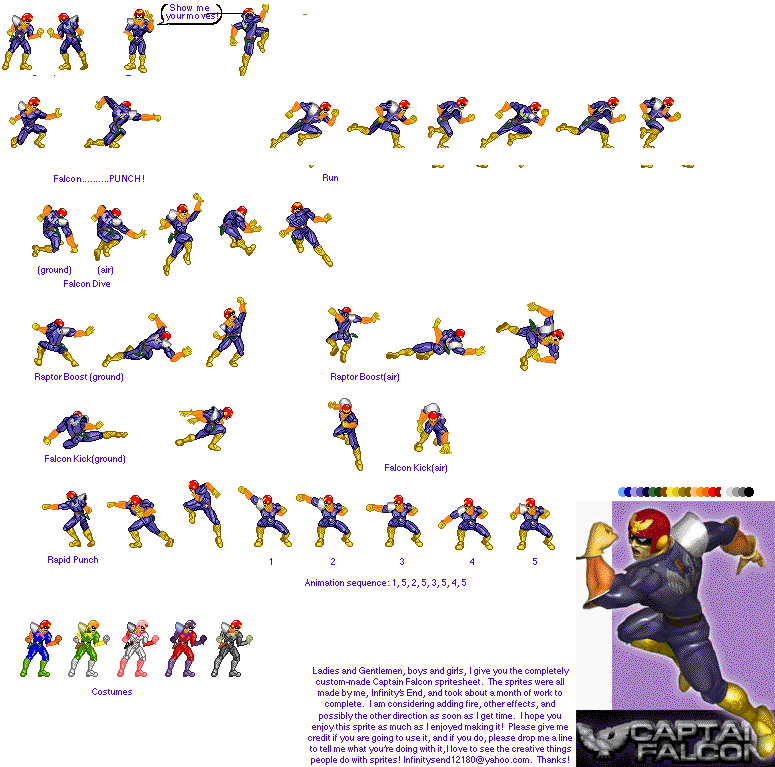 Show me
your moves!
Falcon..........PUNCH!
Run
(ground) (air)
Falcon Dive
Raptor Boost (ground)
Raptor Boost(air)
Falcon Kick(ground)
Falcon Kick(air)
Rapid Punch
1 2 3 4 5
Animation sequence: 1, 5, 2, 5, 3, 5, 4, 5
Costumes
Ladies and Gentlemen, boys and girls, I give you the completely
custom-made Captain Falcon spritesheet. The sprites were all
made by me, Infinity's End, and took about a month of work to
complete. I am considering adding fire, other effects, and
possibly the other direction as soon as I get time. I hope you
enjoy this sprite as much as I enjoyed making it! Please give me
credit if you are going to use it, and if you do, please drop me a line
to tell me what you're doing with it, I love to see the creative things
people do with sprites! Infinitysend12180@yahoo.com. Thanks!
CAPTAI
FALCON